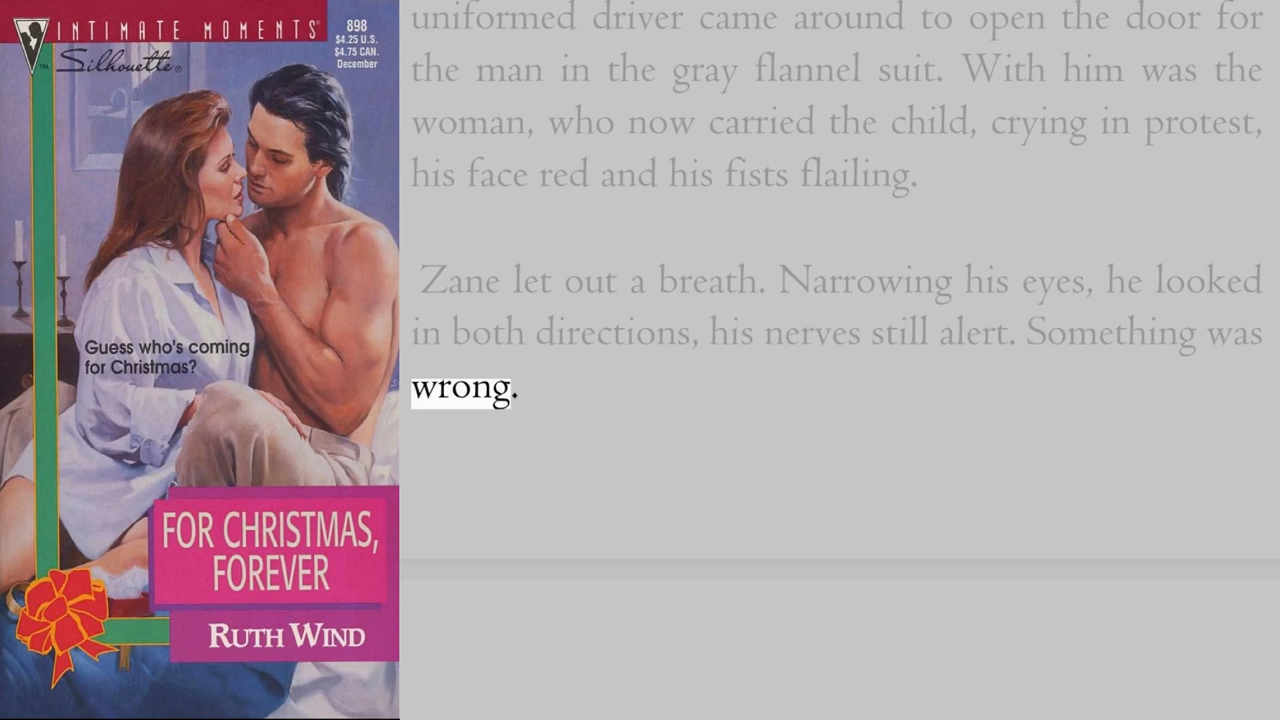 INTIMATE MOMENTS®
Silhouette®
TM
898
$4.25 U.S.
$4.75 CAN.
December
Guess who's coming
for Christmas?
FOR CHRISTMAS,
FOREVER
RUTH WIND
uniformed driver came around to open the door for
the man in the gray flannel suit. With him was the
woman, who now carried the child, crying in protest,
his face red and his fists flailing.
Zane let out a breath. Narrowing his eyes, he looked
in both directions, his nerves still alert. Something was
wrong.